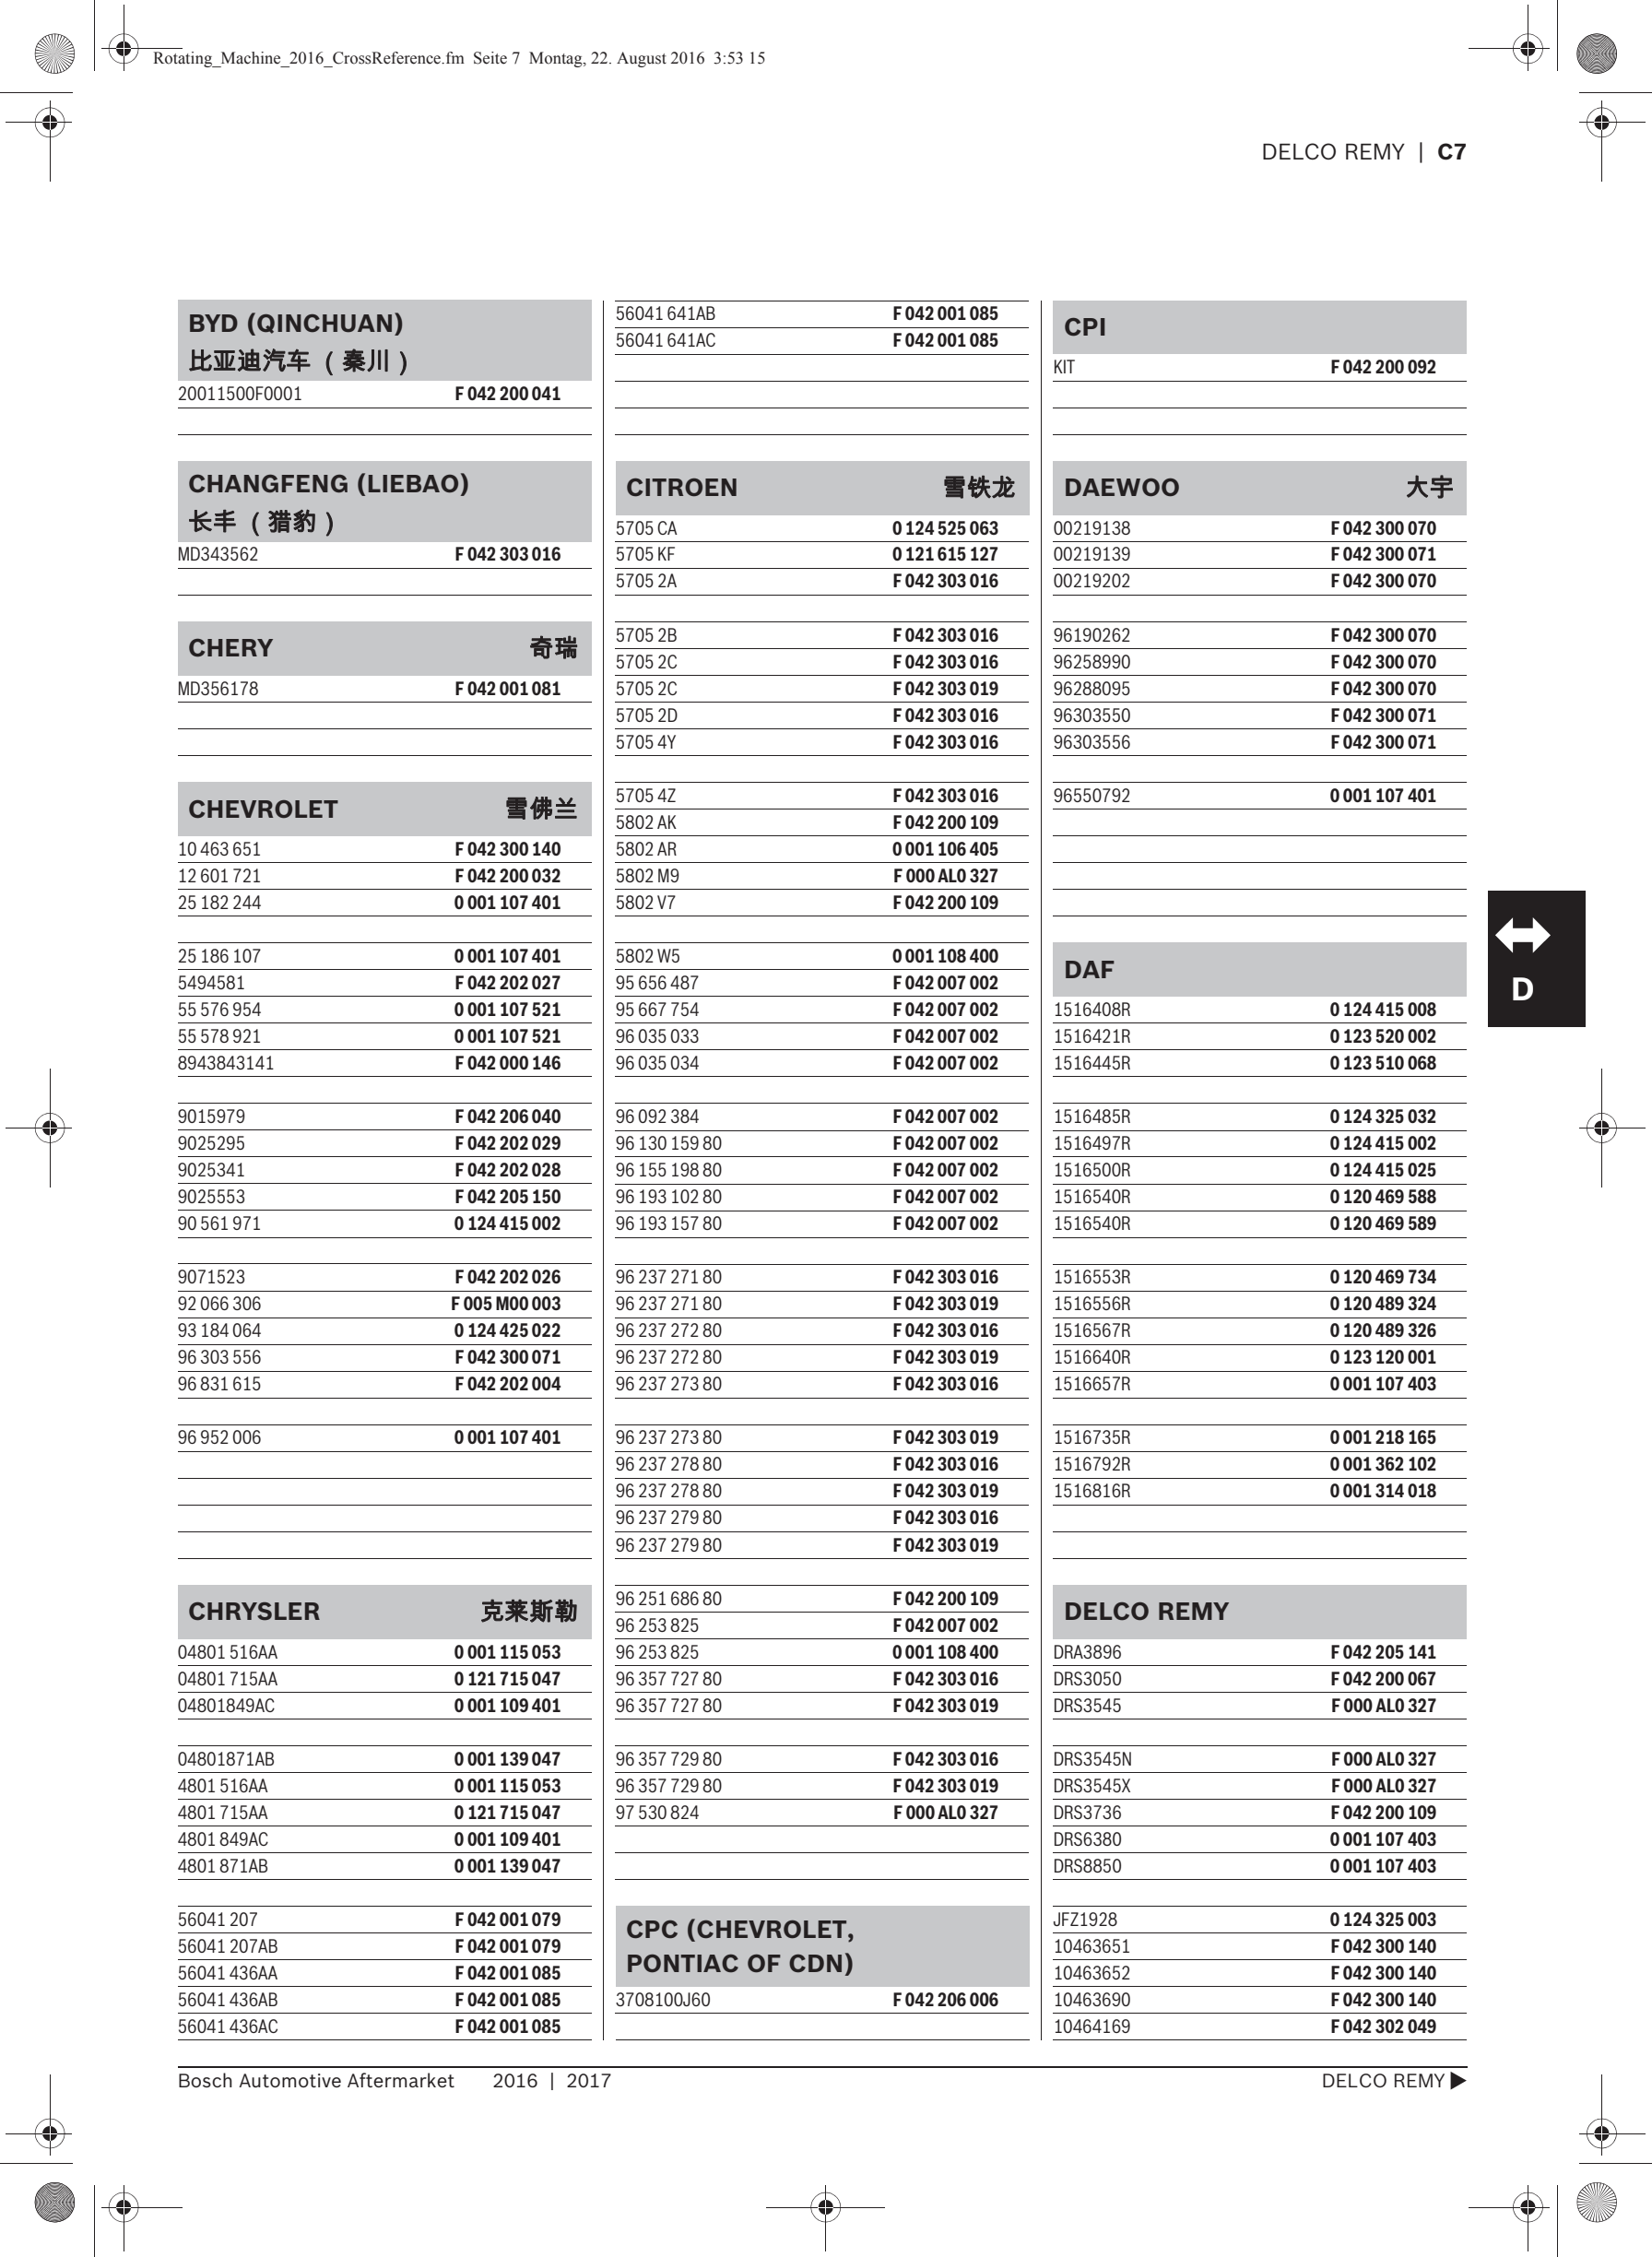 Rotating_Machine_2016_CrossReference.fm Seite 7 Montag, 22. August 2016 3:53 15
DELCO REMY | C7
BYD (QINCHUAN)
比亚迪汽车 （秦川）
20011500F0001 F 042 200 041
CHANGFENG (LIEBAO)
长丰 （猎豹）
MD343562 F 042 303 016
CHERY 奇瑞
MD356178 F 042 001 081
CHEVROLET 雪佛兰
10 463 651 F 042 300 140
12 601 721 F 042 200 032
25 182 244 0 001 107 401
25 186 107 0 001 107 401
5494581 F 042 202 027
55 576 954 0 001 107 521
55 578 921 0 001 107 521
8943843141 F 042 000 146
9015979 F 042 206 040
9025295 F 042 202 029
9025341 F 042 202 028
9025553 F 042 205 150
90 561 971 0 124 415 002
9071523 F 042 202 026
92 066 306 F 005 M00 003
93 184 064 0 124 425 022
96 303 556 F 042 300 071
96 831 615 F 042 202 004
96 952 006 0 001 107 401
CHRYSLER 克莱斯勒
04801 516AA 0 001 115 053
04801 715AA 0 121 715 047
04801849AC 0 001 109 401
04801871AB 0 001 139 047
4801 516AA 0 001 115 053
4801 715AA 0 121 715 047
4801 849AC 0 001 109 401
4801 871AB 0 001 139 047
56041 207 F 042 001 079
56041 207AB F 042 001 079
56041 436AA F 042 001 085
56041 436AB F 042 001 085
56041 436AC F 042 001 085
56041 641AB F 042 001 085
56041 641AC F 042 001 085
CITROEN 雪铁龙
5705 CA 0 124 525 063
5705 KF 0 121 615 127
5705 2A F 042 303 016
5705 2B F 042 303 016
5705 2C F 042 303 016
5705 2C F 042 303 019
5705 2D F 042 303 016
5705 4Y F 042 303 016
5705 4Z F 042 303 016
5802 AK F 042 200 109
5802 AR 0 001 106 405
5802 M9 F 000 AL0 327
5802 V7 F 042 200 109
5802 W5 0 001 108 400
95 656 487 F 042 007 002
95 667 754 F 042 007 002
96 035 033 F 042 007 002
96 035 034 F 042 007 002
96 092 384 F 042 007 002
96 130 159 80 F 042 007 002
96 155 198 80 F 042 007 002
96 193 102 80 F 042 007 002
96 193 157 80 F 042 007 002
96 237 271 80 F 042 303 016
96 237 271 80 F 042 303 019
96 237 272 80 F 042 303 016
96 237 272 80 F 042 303 019
96 237 273 80 F 042 303 016
96 237 273 80 F 042 303 019
96 237 278 80 F 042 303 016
96 237 278 80 F 042 303 019
96 237 279 80 F 042 303 016
96 237 279 80 F 042 303 019
96 251 686 80 F 042 200 109
96 253 825 F 042 007 002
96 253 825 0 001 108 400
96 357 727 80 F 042 303 016
96 357 727 80 F 042 303 019
96 357 729 80 F 042 303 016
96 357 729 80 F 042 303 019
97 530 824 F 000 AL0 327
CPC (CHEVROLET,
PONTIAC OF CDN)
3708100J60 F 042 206 006
CPI
KIT F 042 200 092
DAEWOO 大宇
00219138 F 042 300 070
00219139 F 042 300 071
00219202 F 042 300 070
96190262 F 042 300 070
96258990 F 042 300 070
96288095 F 042 300 070
96303550 F 042 300 071
96303556 F 042 300 071
96550792 0 001 107 401
DAF
1516408R 0 124 415 008
1516421R 0 123 520 002
1516445R 0 123 510 068
1516485R 0 124 325 032
1516497R 0 124 415 002
1516500R 0 124 415 025
1516540R 0 120 469 588
1516540R 0 120 469 589
1516553R 0 120 469 734
1516556R 0 120 489 324
1516567R 0 120 489 326
1516640R 0 123 120 001
1516657R 0 001 107 403
1516735R 0 001 218 165
1516792R 0 001 362 102
1516816R 0 001 314 018
DELCO REMY
DRA3896 F 042 205 141
DRS3050 F 042 200 067
DRS3545 F 000 AL0 327
DRS3545N F 000 AL0 327
DRS3545X F 000 AL0 327
DRS3736 F 042 200 109
DRS6380 0 001 107 403
DRS8850 0 001 107 403
JFZ1928 0 124 325 003
10463651 F 042 300 140
10463652 F 042 300 140
10463690 F 042 300 140
10464169 F 042 302 049
D
Bosch Automotive Aftermarket 2016 | 2017
DELCO REMY